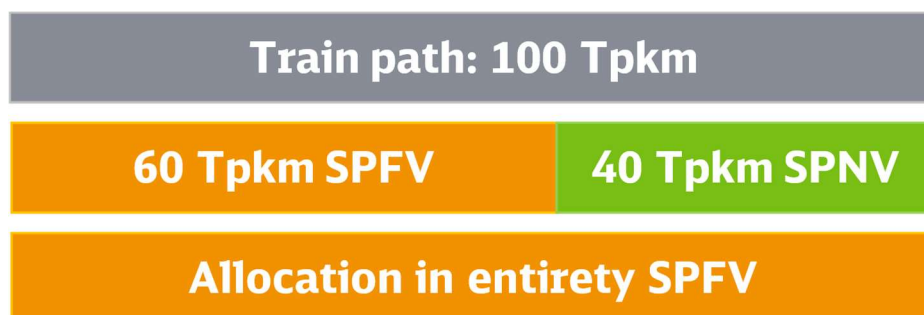 Train path: 100 Tpkm
60 Tpkm SPFV
40 Tpkm SPNV
Allocation in entirety SPFV